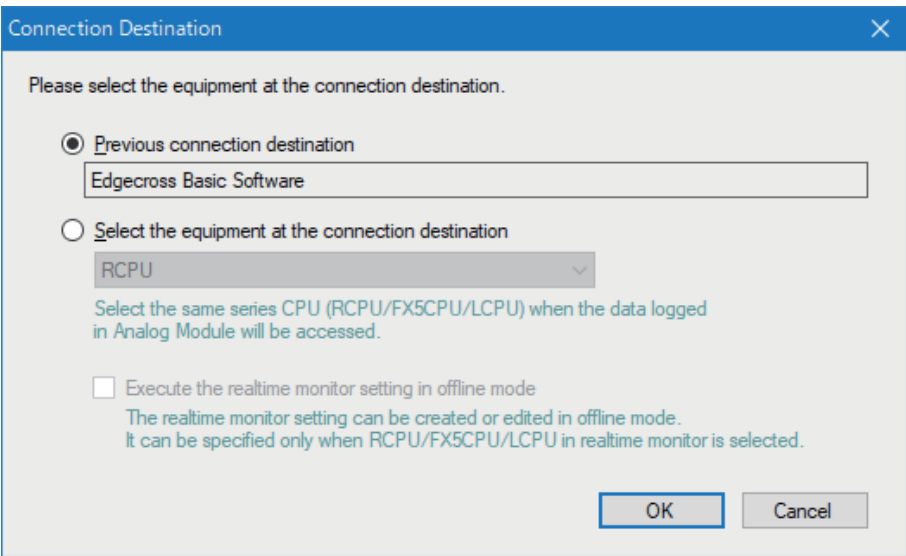 Connection Destination
Please select the equipment at the connection destination.
Previous connection destination
Edgecross Basic Software
Select the equipment at the connection destination
RCPU
Select the same series CPU (RCPU/FX5CPU/LCPU) when the data logged
in Analog Module will be accessed.
Execute the realtime monitor setting in offline mode
The realtime monitor setting can be created or edited in offline mode.
It can be specified only when RCPU/FX5CPU/LCPU in realtime monitor is selected.
OK
Cancel